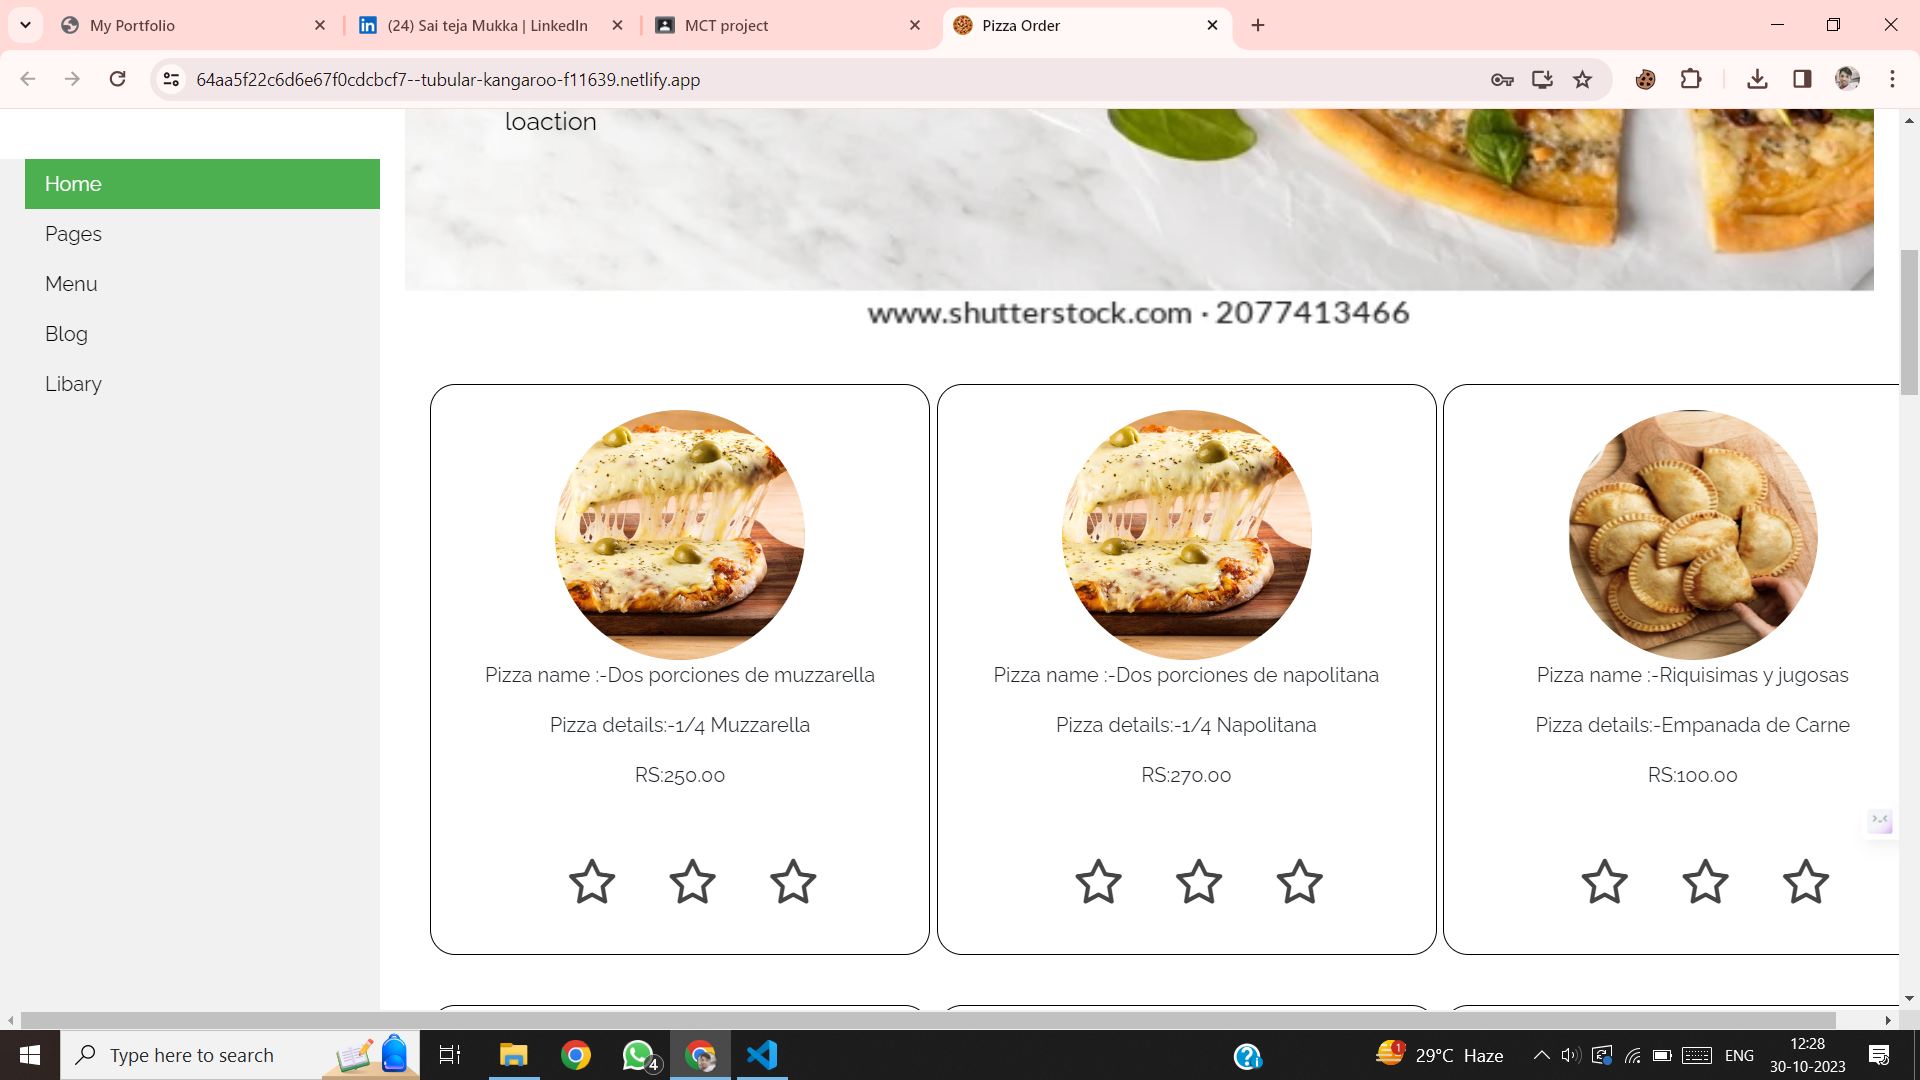 My Portfolio
(24) Sai teja Mukka | LinkedIn
MCT project
Pizza Order
64aa5f22c6d6e67f0cdcbcf7--tubular-kangaroo-f11639.netlify.app
loaction
Home
Pages
Menu
Blog
Libary
www.shutterstock.com · 2077413466
Pizza name :-Dos porciones de muzzarella
Pizza details:-1/4 Muzzarella
RS:250.00
Pizza name :-Dos porciones de napolitana
Pizza details:-1/4 Napolitana
RS:270.00
Pizza name :-Riquisimas y jugosas
Pizza details:-Empanada de Carne
RS:100.00
Type here to search
4
1
29°C Haze
ENG
12:28
30-10-2023